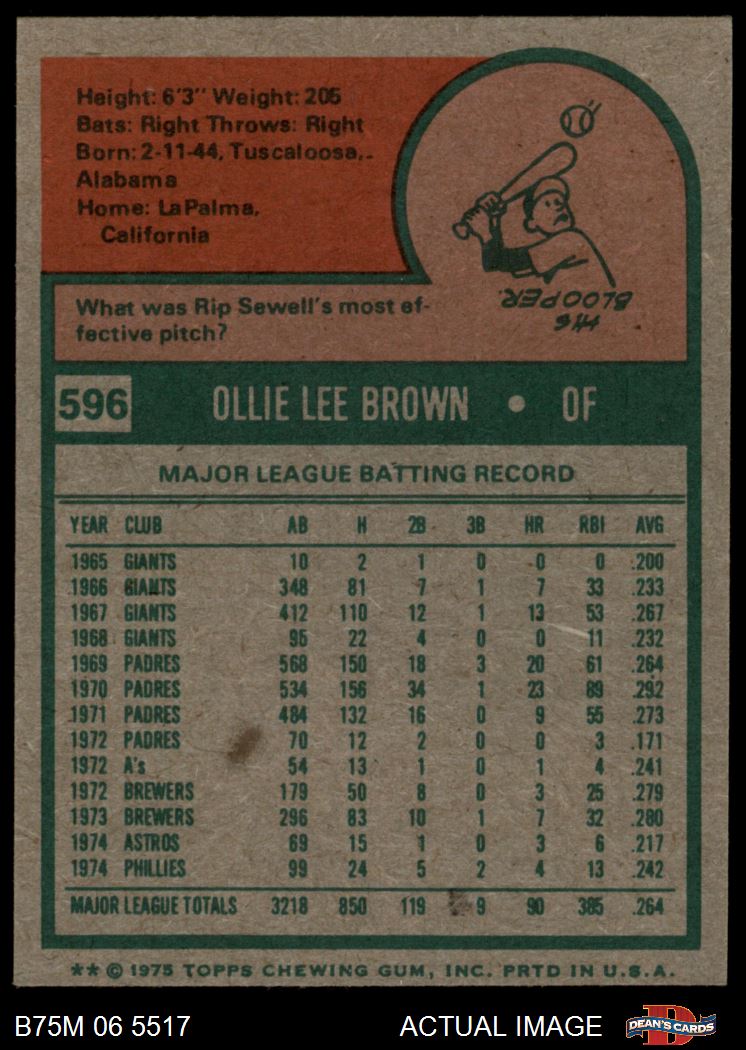 Height: 6'3" Weight: 205
Bats: Right Throws: Right
Born: 2-11-44, Tuscaloosa,
Alabama
Home: LaPalma,
California
HIS
BLOOPER
What was Rip Sewell's most ef-
fective pitch?
596 OLLIE LEE BROWN • OF
MAJOR LEAGUE BATTING RECORD
YEAR CLUB AB H 2B 3B HR RBI AVG
1965 GIANTS 10 2 1 0 0 0 .200
1966 GIANTS 348 81 7 1 7 33 .233
1967 GIANTS 412 110 12 1 13 53 .267
1968 GIANTS 95 22 4 0 0 11 .232
1969 PADRES 568 150 18 3 20 61 .264
1970 PADRES 534 156 34 1 23 89 .292
1971 PADRES 484 132 16 0 9 55 .273
1972 PADRES 70 12 2 0 0 3 .171
1972 A's 54 13 1 0 1 4 .241
1972 BREWERS 179 50 8 0 3 25 .279
1973 BREWERS 296 83 10 1 7 32 .280
1974 ASTROS 69 15 1 0 3 6 .217
1974 PHILLIES 99 24 5 2 4 13 .242
MAJOR LEAGUE TOTALS 3218 850 119 9 90 385 .264
** © 1975 TOPPS CHEWING GUM, INC. PRTD IN U.S.A.
B75M 06 5517 ACTUAL IMAGE D DEAN'S CARDS